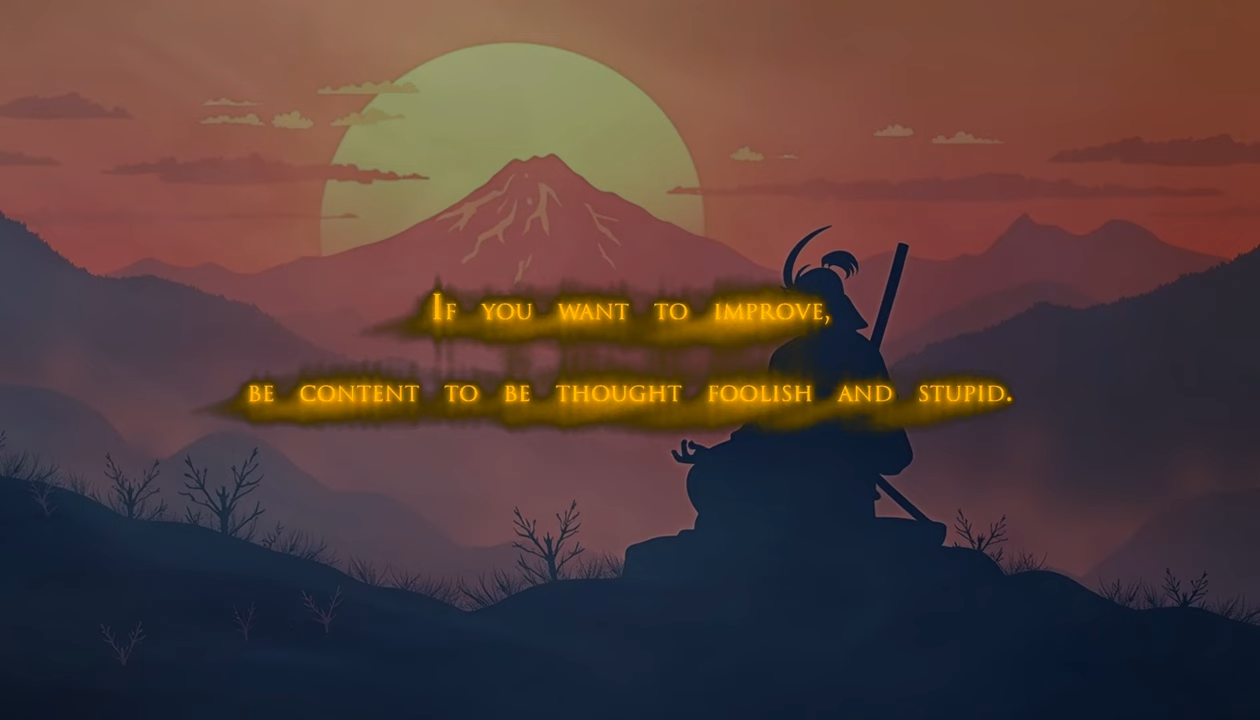 If you want to improve,
be content to be thought foolish and stupid.